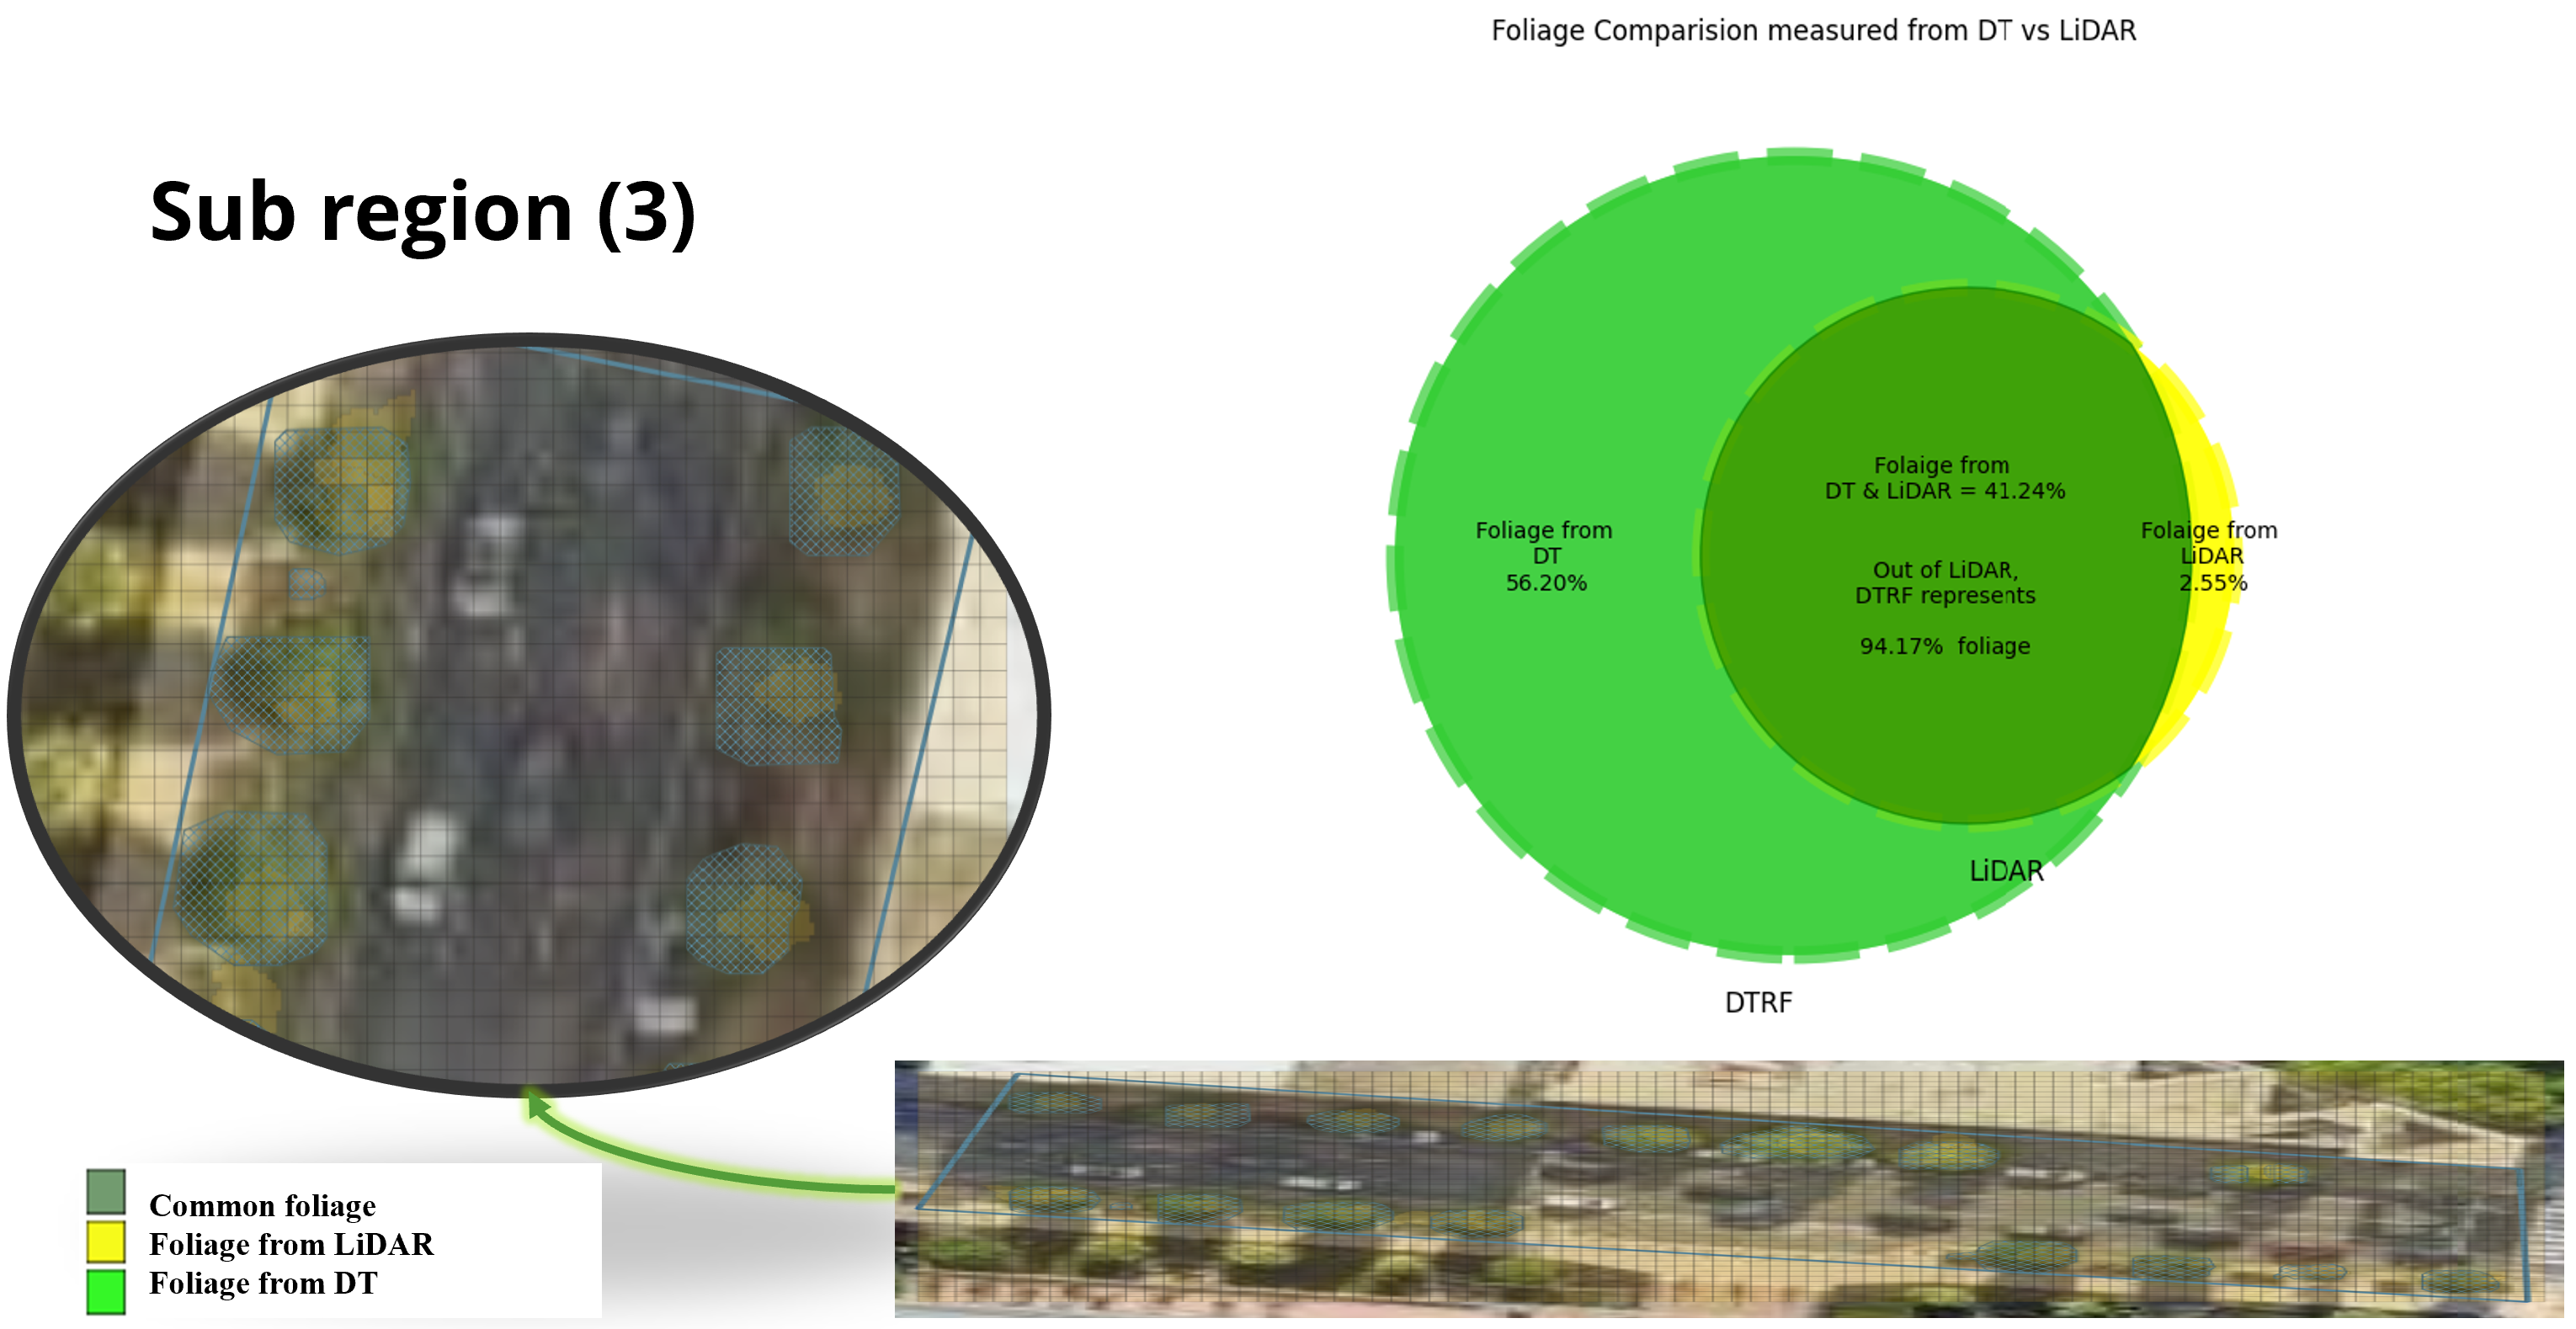 Foliage Comparision measured from DT vs LiDAR
Sub region (3)
Foliage from
DT
56.20%
Folaige from
DT & LiDAR = 41.24%
Out of LiDAR,
DTRF represents
94.17% foliage
Folaige from
LiDAR
2.55%
LiDAR
DTRF
Common foliage
Foliage from LiDAR
Foliage from DT